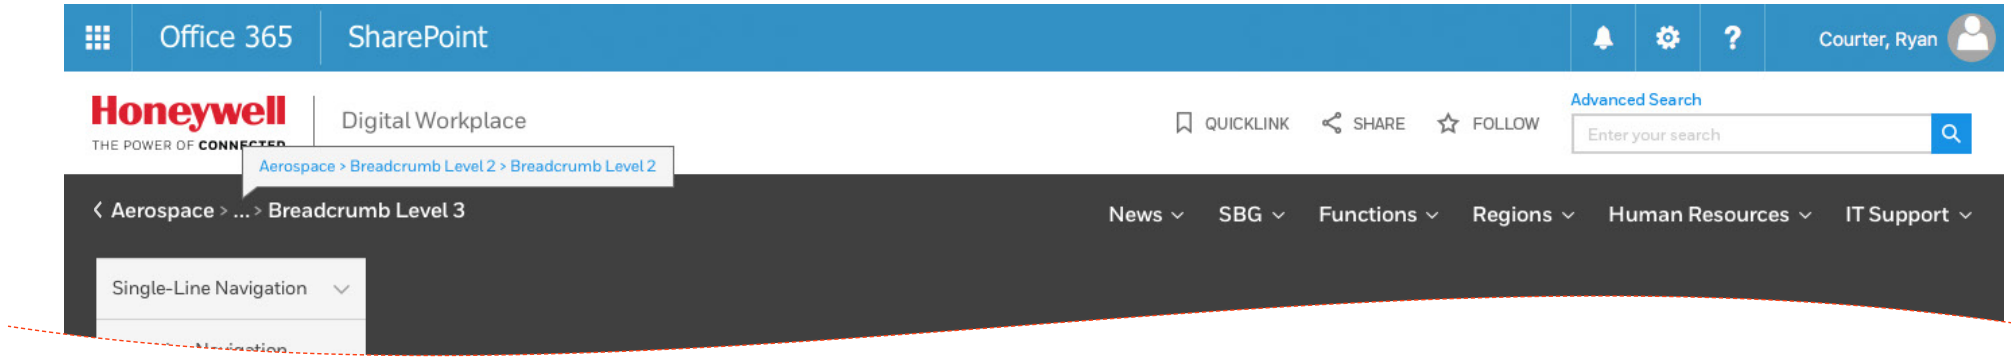 Office 365 SharePoint ? Courter, Ryan
Honeywell
THE POWER OF CONNECTED
Digital Workplace
QUICKLINK SHARE FOLLOW
Advanced Search
Enter your search
Aerospace > Breadcrumb Level 2 > Breadcrumb Level 2
< Aerospace > ... > Breadcrumb Level 3
News SBG Functions Regions Human Resources IT Support
Single-Line Navigation
Navigation